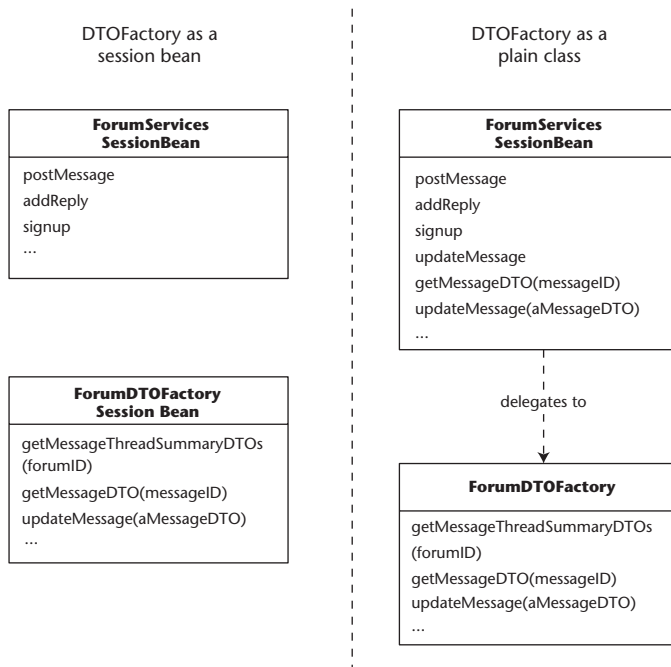 DTOFactory as a
session bean
ForumServices
SessionBean
postMessage
addReply
signup
...
ForumDTOFactory
Session Bean
getMessageThreadSummaryDTOs
(forumID)
getMessageDTO(messageID)
updateMessage(aMessageDTO)
...
DTOFactory as a
plain class
ForumServices
SessionBean
postMessage
addReply
signup
updateMessage
getMessageDTO(messageID)
updateMessage(aMessageDTO)
...
delegates to
ForumDTOFactory
getMessageThreadSummaryDTOs
(forumID)
getMessageDTO(messageID)
updateMessage(aMessageDTO)
...